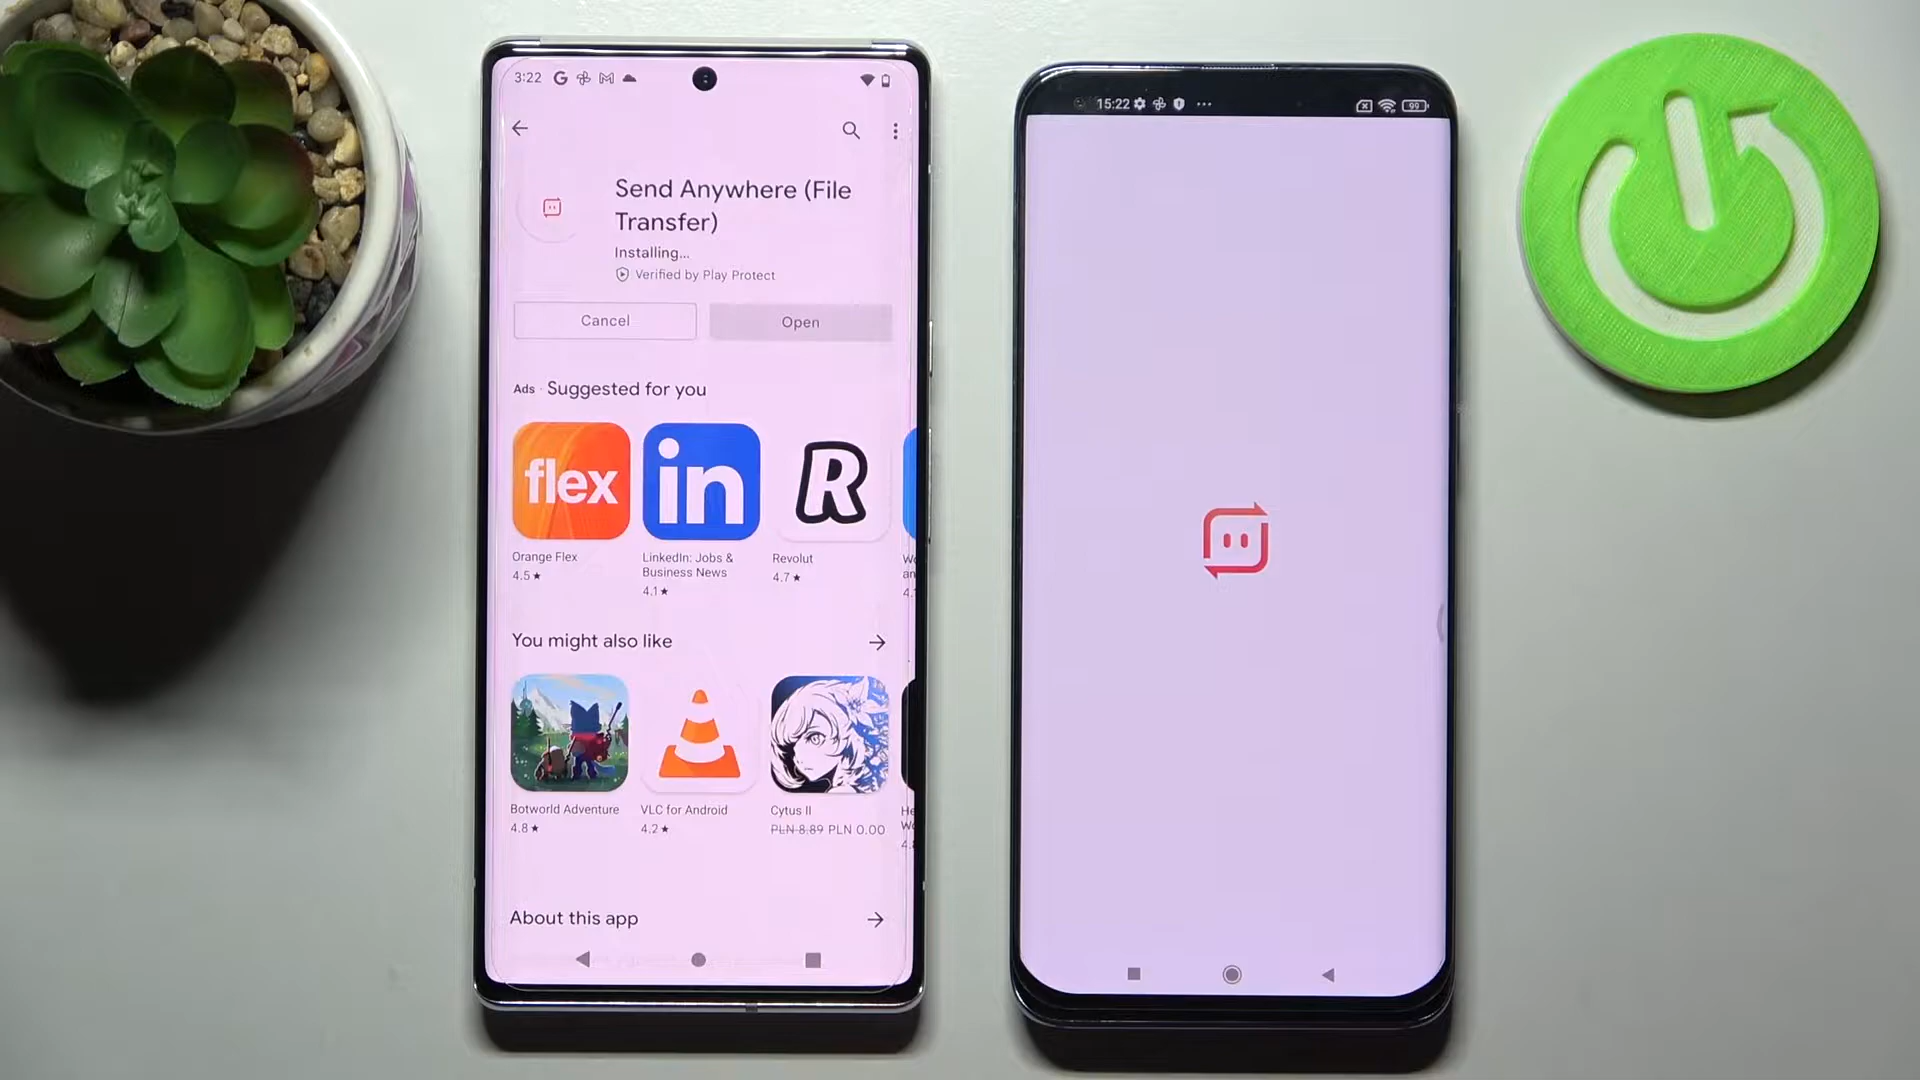 3:22
Send Anywhere (File
Transfer)
Installing...
Verified by Play Protect
Cancel
Open
Ads · Suggested for you
flex
in
R
Orange Flex
4.5★
LinkedIn: Jobs &
Business News
4.1★
Revolut
4.7★
You might also like
Botworld Adventure
4.8★
VLC for Android
4.2★
Cytus II
PLN 8.89 PLN 0.00
About this app
15:22
99